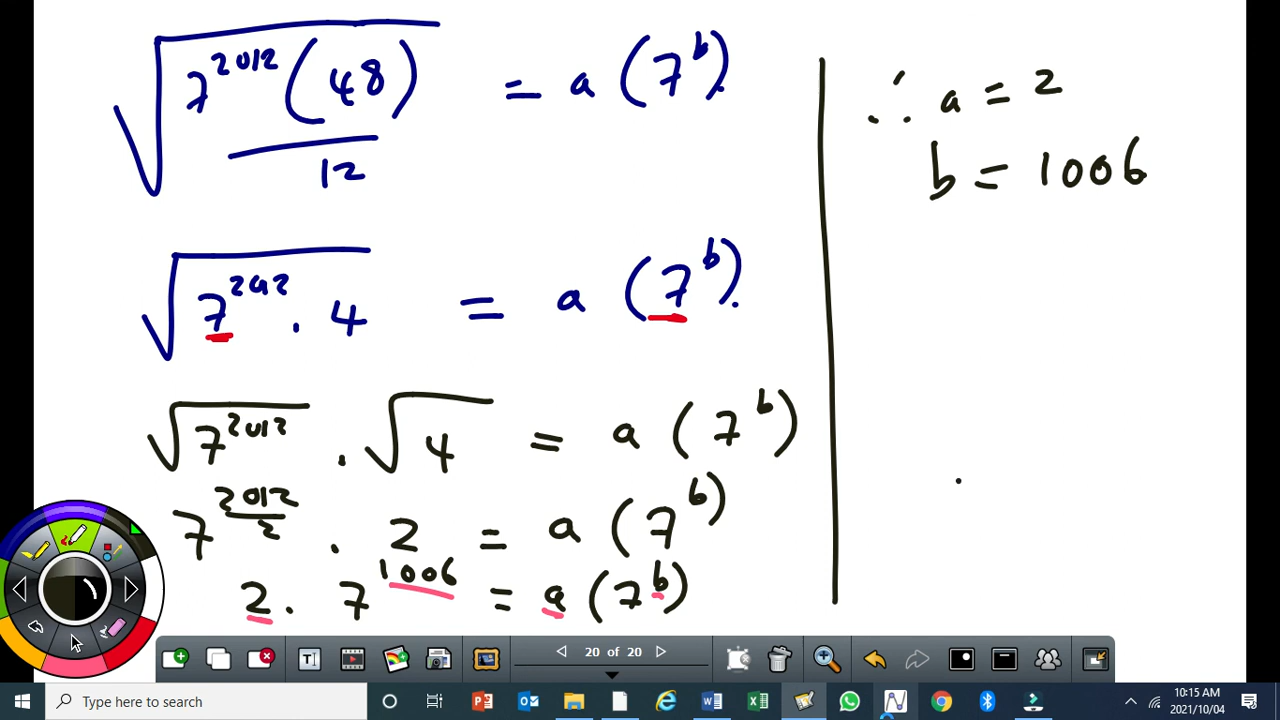 √(7^2012 (48) / 12) = a (7^b).
√(7^2012 . 4) = a (7^b).
√(7^2012) . √4 = a (7^b)
7^(2012/2) . 2 = a (7^b)
2 . 7^1006 = a (7^b)
∴ a = 2
b = 1006
20 of 20
Type here to search
10:15 AM
2021/10/04